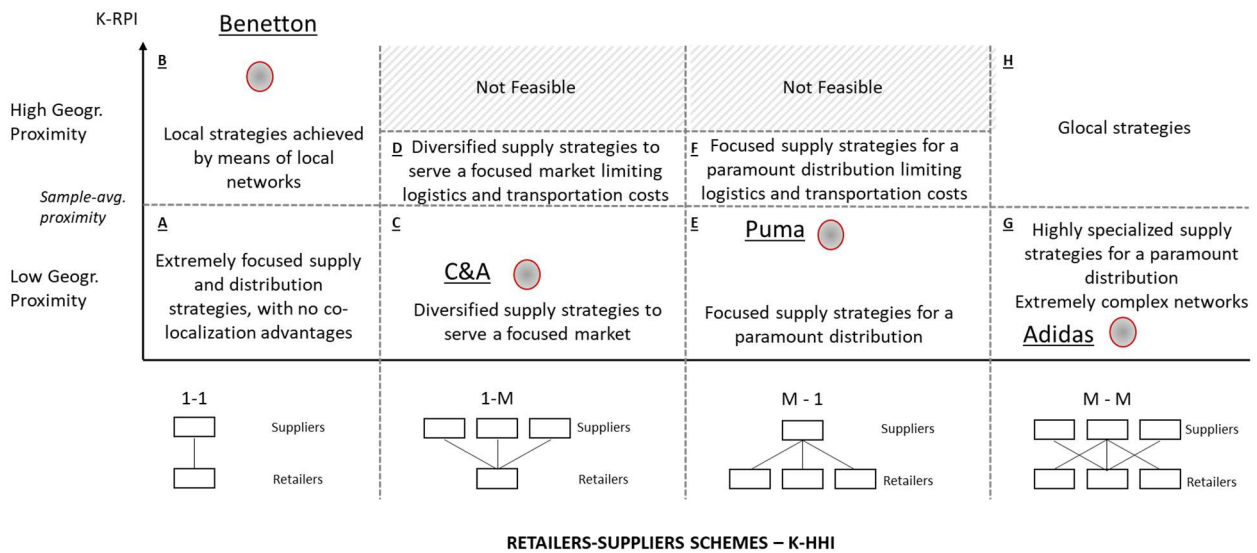 K-RPI
Benetton
B
H
Not Feasible
Not Feasible
High Geogr.
Proximity
Local strategies achieved
by means of local
networks
D
Diversified supply strategies to
serve a focused market limiting
logistics and transportation costs
F
Focused supply strategies for a
paramount distribution limiting
logistics and transportation costs
Glocal strategies
Sample-avg.
proximity
A
Extremely focused supply
and distribution
strategies, with no co-
localization advantages
C
C&A
Diversified supply strategies to
serve a focused market
E
Puma
Focused supply strategies for a
paramount distribution
G
Highly specialized supply
strategies for a paramount
distribution
Extremely complex networks
Adidas
Low Geogr.
Proximity
1-1
Suppliers
Retailers
1-M
Suppliers
Retailers
M - 1
Suppliers
Retailers
M - M
Suppliers
Retailers
RETAILERS-SUPPLIERS SCHEMES – K-HHI